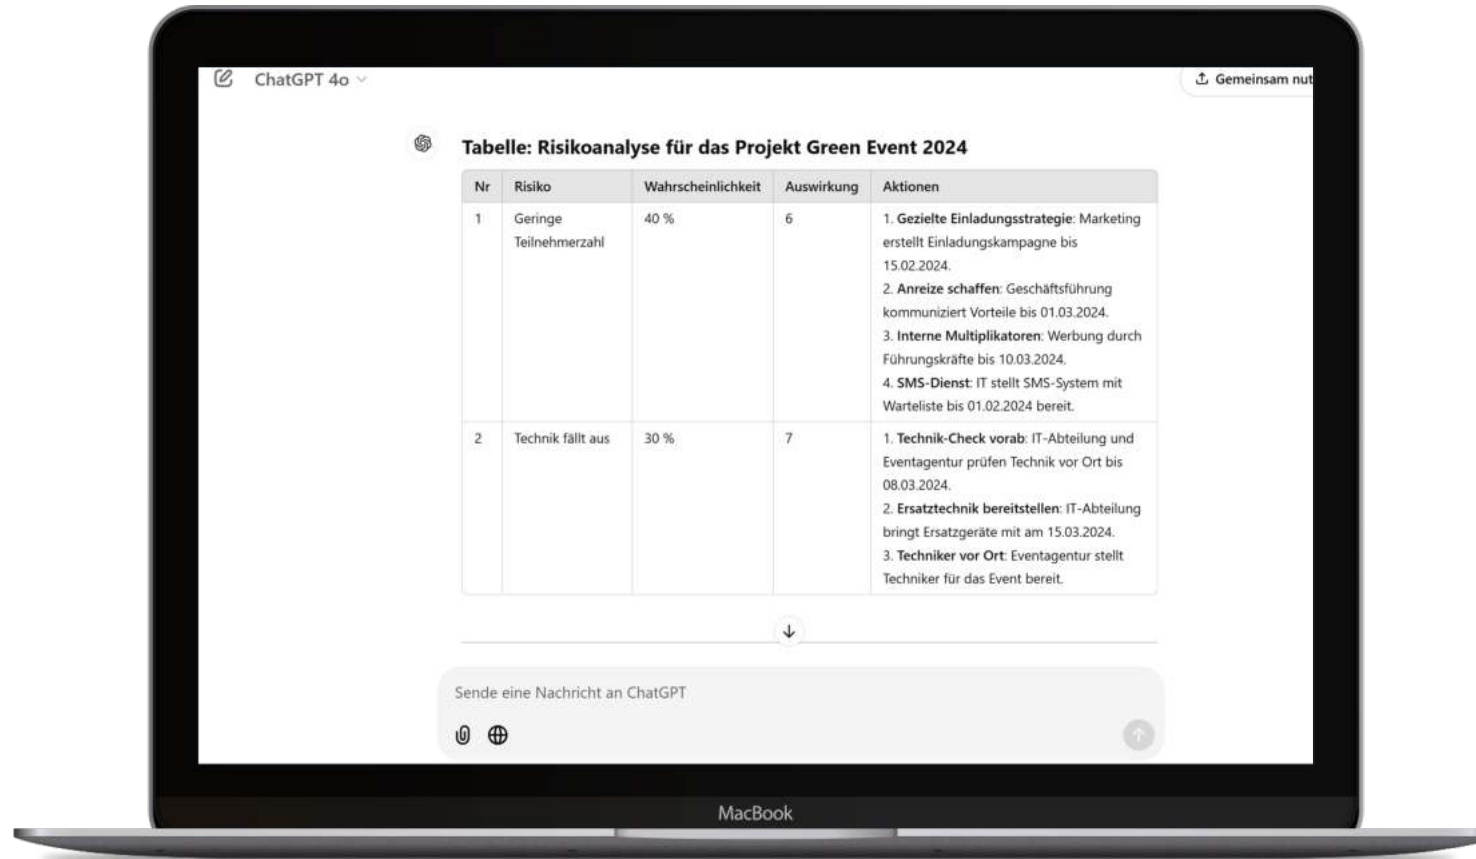 ChatGPT 4o
Gemeinsam nut
Tabelle: Risikoanalyse für das Projekt Green Event 2024
Nr Risiko Wahrscheinlichkeit Auswirkung Aktionen
1 Geringe 40 % 6 1. Gezielte Einladungsstrategie: Marketing
Teilnehmerzahl erstellt Einladungskampagne bis
15.02.2024.
2. Anreize schaffen: Geschäftsführung
kommuniziert Vorteile bis 01.03.2024.
3. Interne Multiplikatoren: Werbung durch
Führungskräfte bis 10.03.2024.
4. SMS-Dienst: IT stellt SMS-System mit
Warteliste bis 01.02.2024 bereit.
2 Technik fällt aus 30 % 7 1. Technik-Check vorab: IT-Abteilung und
Eventagentur prüfen Technik vor Ort bis
08.03.2024.
2. Ersatztechnik bereitstellen: IT-Abteilung
bringt Ersatzgeräte mit am 15.03.2024.
3. Techniker vor Ort: Eventagentur stellt
Techniker für das Event bereit.
Sende eine Nachricht an ChatGPT
MacBook